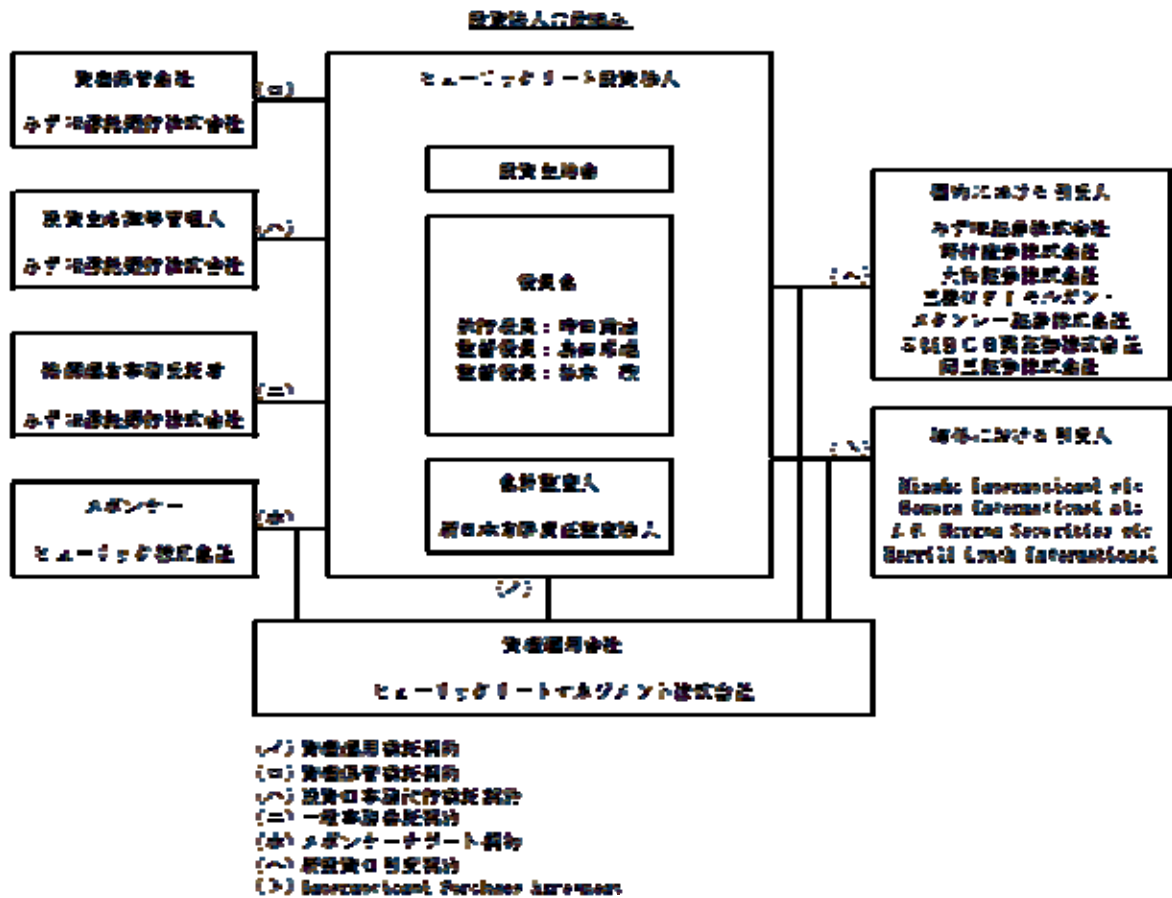 投資法人の仕組み
資産保管会社
みずほ信託銀行株式会社
(ロ)
投資主名簿等管理人
みずほ信託銀行株式会社
(ハ)
機関運営事務受託者
みずほ信託銀行株式会社
(ニ)
スポンサー
ヒューリック株式会社
(ホ)
ヒューリックリート投資法人
投資主総会
役員会
執行役員：時田
監督役員：島田
監督役員：杉本 茂
会計監査人
新日本有限責任監査法人
(イ)
資産運用会社
ヒューリックリートマネジメント株式会社
(ヘ)
国内における引受人
みずほ証券株式会社
野村證券株式会社
大和証券株式会社
三菱UFJモルガン・
スタンレー証券株式会社
SMBC日興証券株式会社
岡三証券株式会社
(ト)
海外における引受人
Mizuho International plc
Nomura International plc
J.P. Morgan Securities plc
Merrill Lynch International
(イ) 資産運用委託契約
(ロ) 資産保管委託契約
(ハ) 投資口事務代行委託契約
(ニ) 一般事務委託契約
(ホ) スポンサーサポート契約
(ヘ) 新投資口引受契約
(ト) International Purchase Agreement